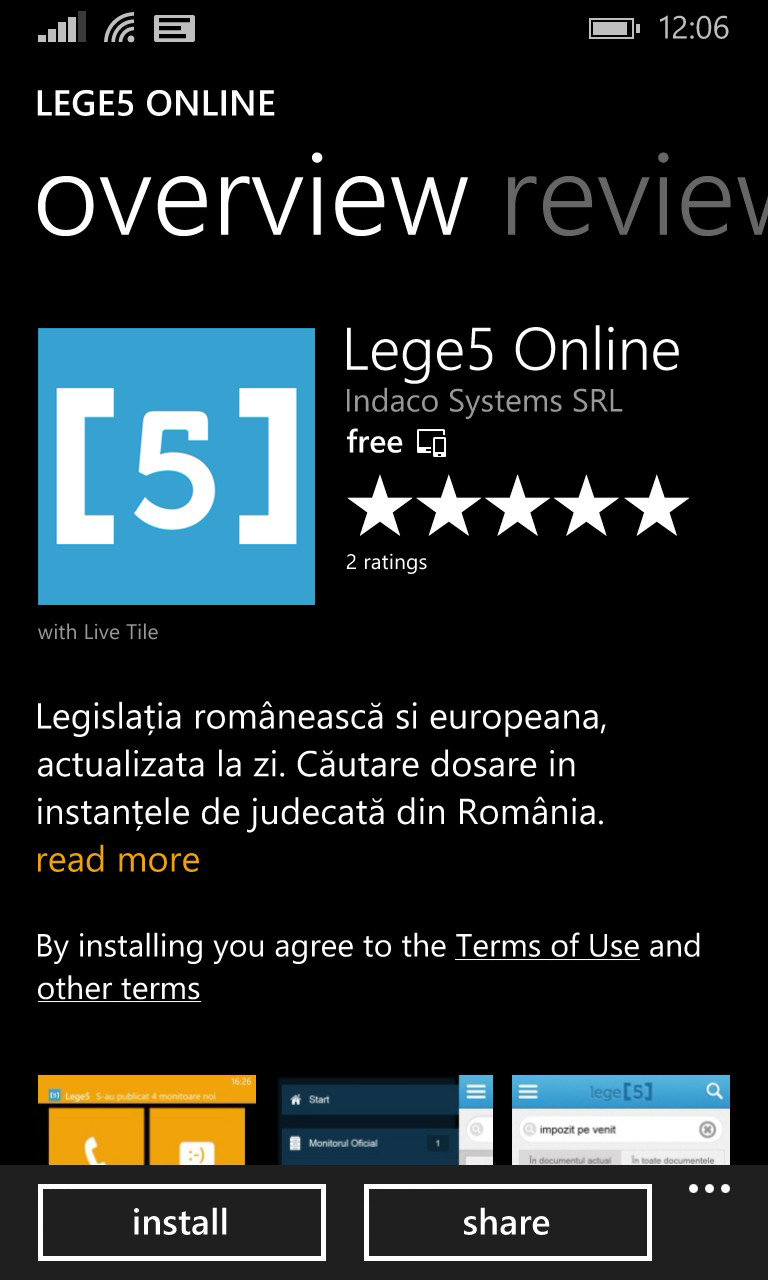 12:06
LEGE5 ONLINE
overview review
[5]
Lege5 Online
Indaco Systems SRL
free
2 ratings
with Live Tile
Legislația românească si europeana,
actualizata la zi. Căutare dosare in
instanțele de judecată din România.
read more
By installing you agree to the Terms of Use and
other terms
16:26
[5] Lege5 S-au publicat 4 monitoare noi
:-)
Start
Monitorul Oficial 1
lege[5]
impozit pe venit
În documentul actual În toate documentele
install
share